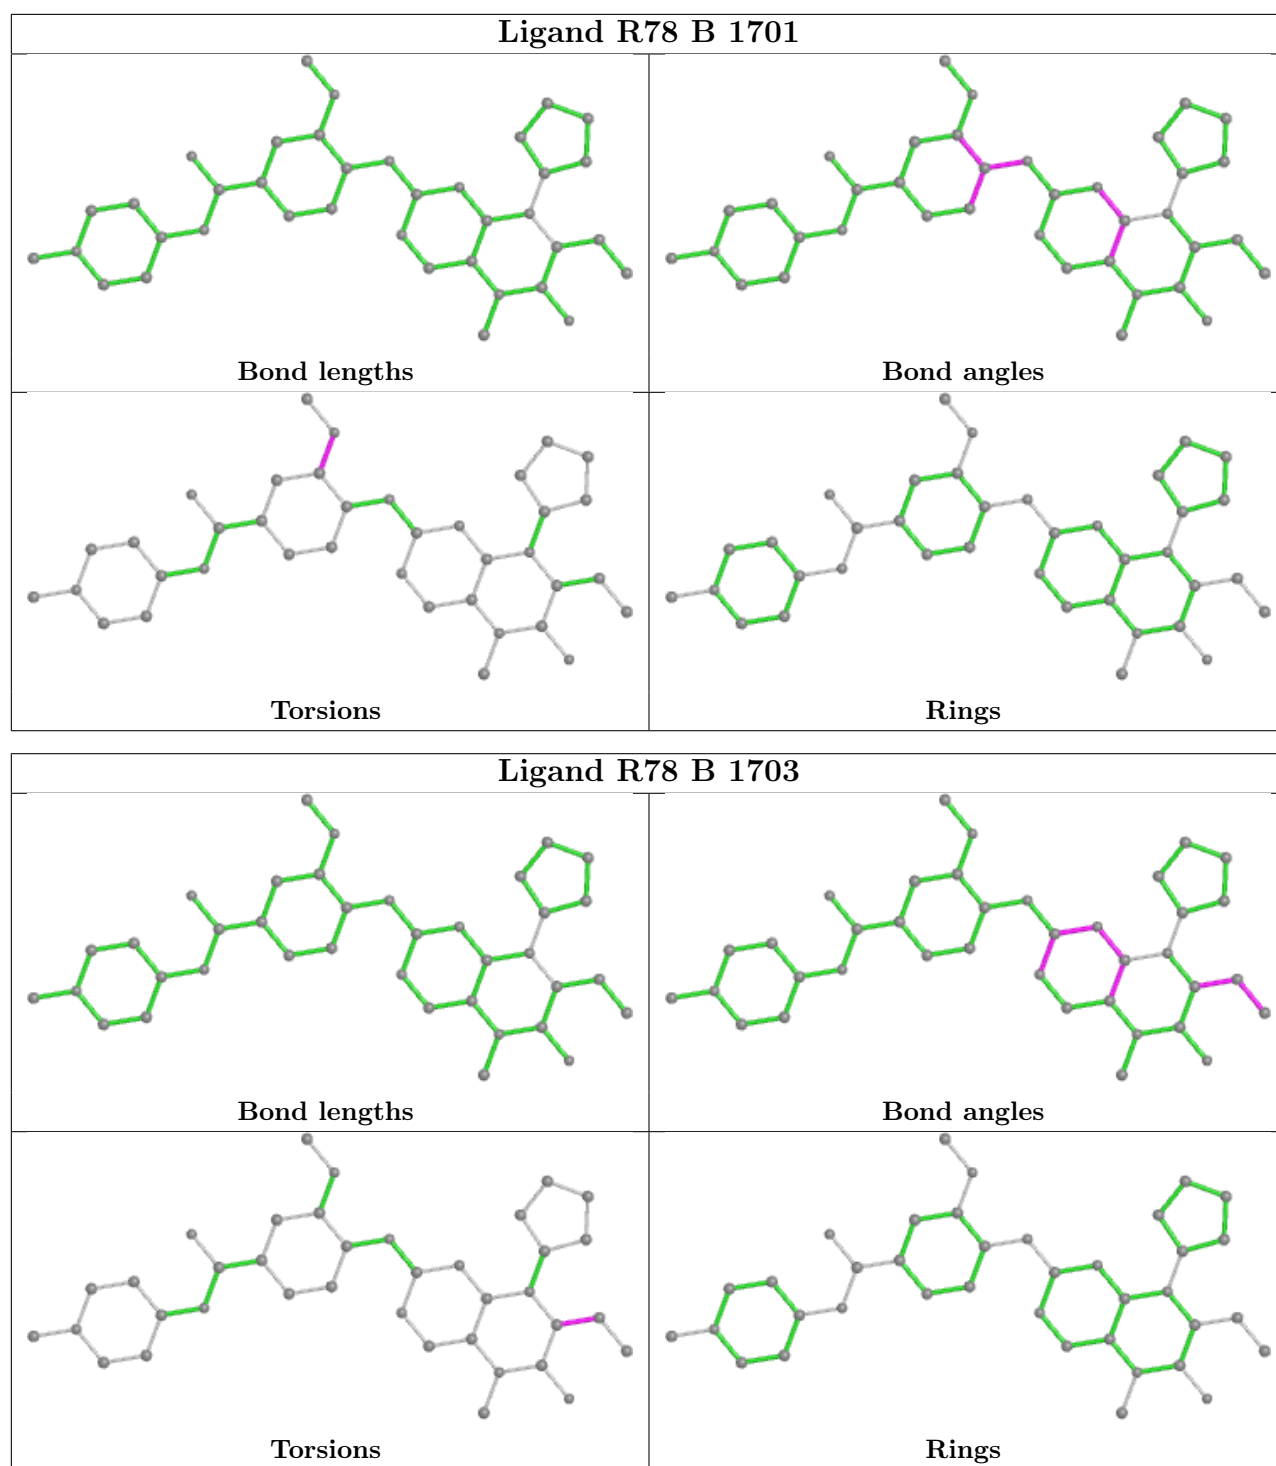 Ligand R78 B 1701
Bond lengths
Bond angles
Torsions
Rings
Ligand R78 B 1703
Bond lengths
Bond angles
Torsions
Rings